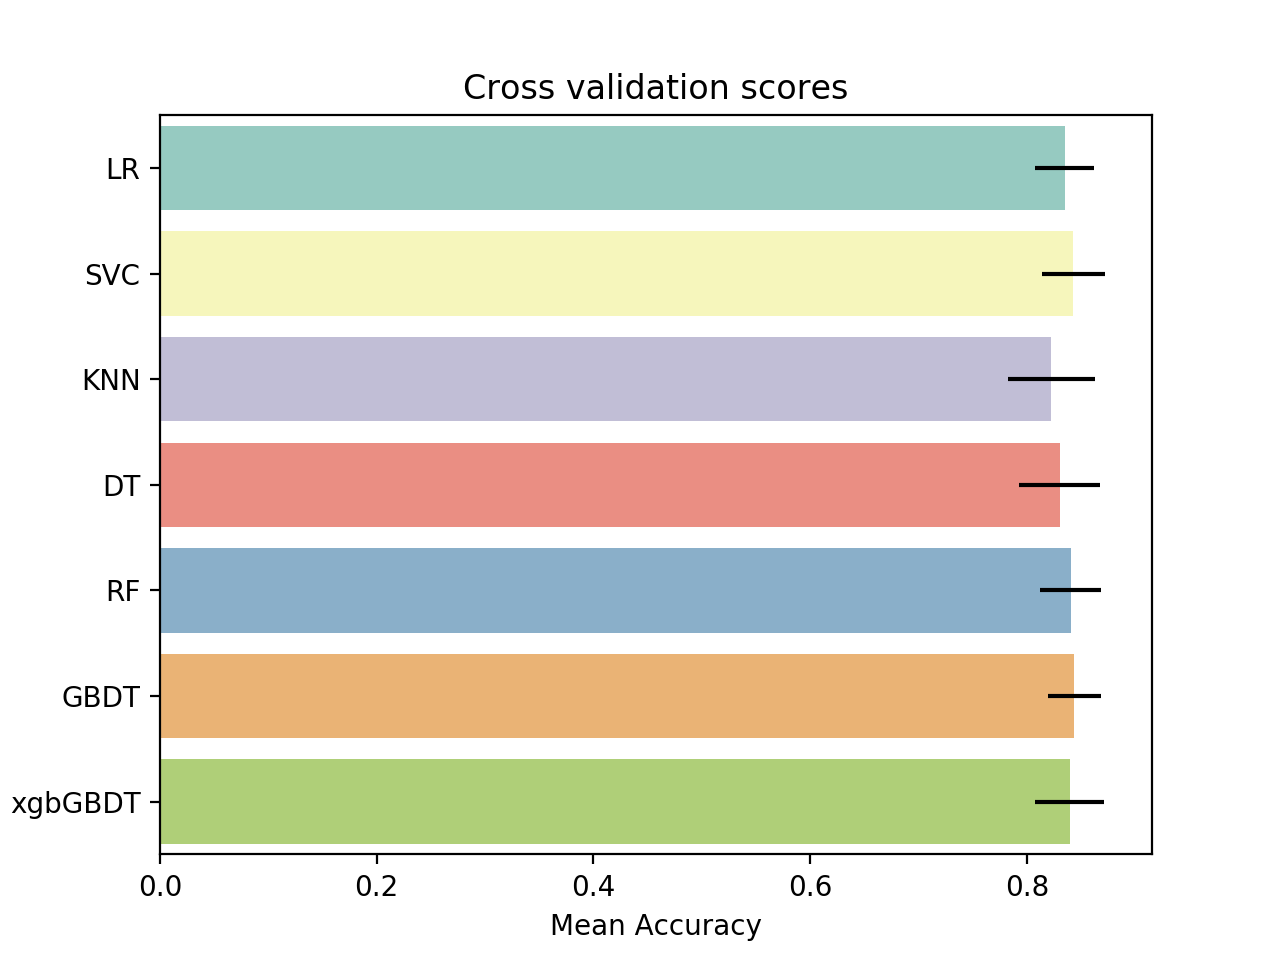 Cross validation scores
LR
SVC
KNN
DT
RF
GBDT
xgbGBDT
0.0 0.2 0.4 0.6 0.8
Mean Accuracy